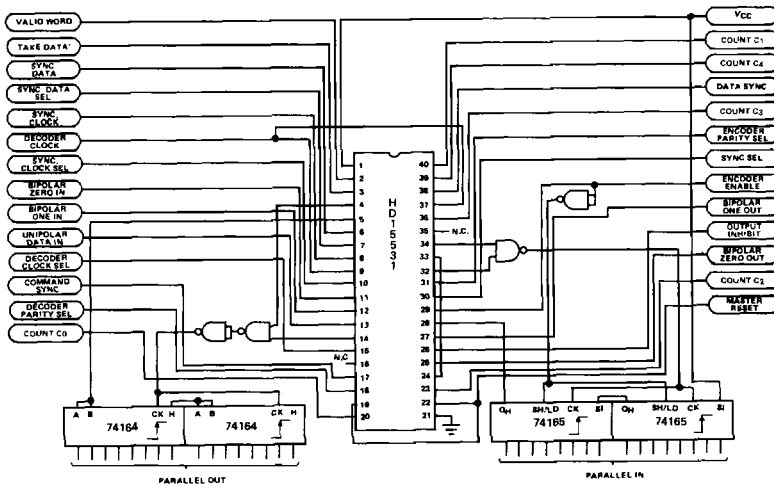 VALID WORD
TAKE DATA'
SYNC DATA
SYNC. DATA SEL
SYNC. CLOCK
DECODER CLOCK
SYNC. CLOCK SEL
BIPOLAR ZERO IN
BIPOLAR ONE IN
UNIPOLAR DATA IN
DECODER CLOCK SEL
COMMAND SYNC
DECODER PARITY SEL
COUNT C0
VCC
COUNT C1
COUNT C4
DATA SYNC
COUNT C3
ENCODER PARITY SEL
SYNC SEL
ENCODER ENABLE
BIPOLAR ONE OUT
OUTPUT INHIBIT
BIPOLAR ZERO OUT
COUNT C2
MASTER RESET
HD15531
1 40
2 39
3 38
4 37
5 36
6 35 N.C.
7 34
8 33
9 32
10 31
11 30
12 29
13 28
14 27
15 26
N.C 16 25
17 24
18 23
19 22
20 21
A B CK H A B CK H
74164 74164
PARALLEL OUT
QH SH/LD CK SI QH SH/LD CK SI
74165 74165
PARALLEL IN